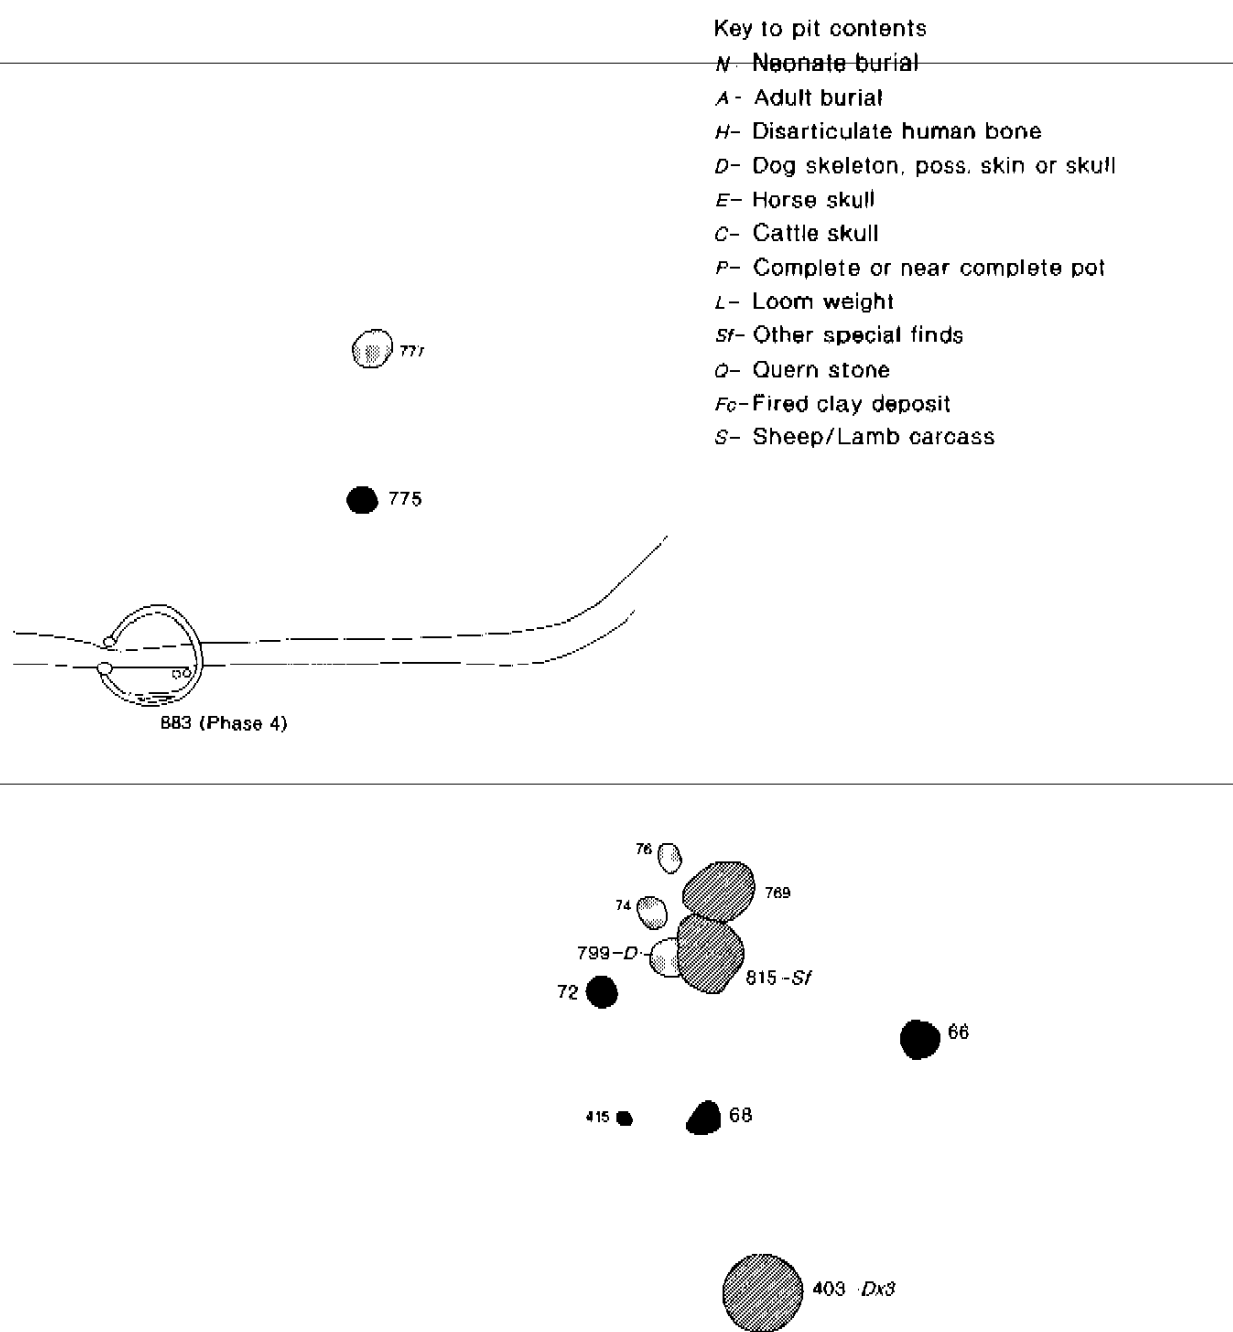 Key to pit contents
N - Neonate burial
A - Adult burial
H- Disarticulate human bone
D- Dog skeleton, poss. skin or skull
E- Horse skull
C- Cattle skull
P- Complete or near complete pot
L- Loom weight
Sf- Other special finds
Q- Quern stone
Fc-Fired clay deposit
S- Sheep/Lamb carcass
777
775
883 (Phase 4)
76
769
74
799-D
815-Sf
72
66
415
68
403 Dx3